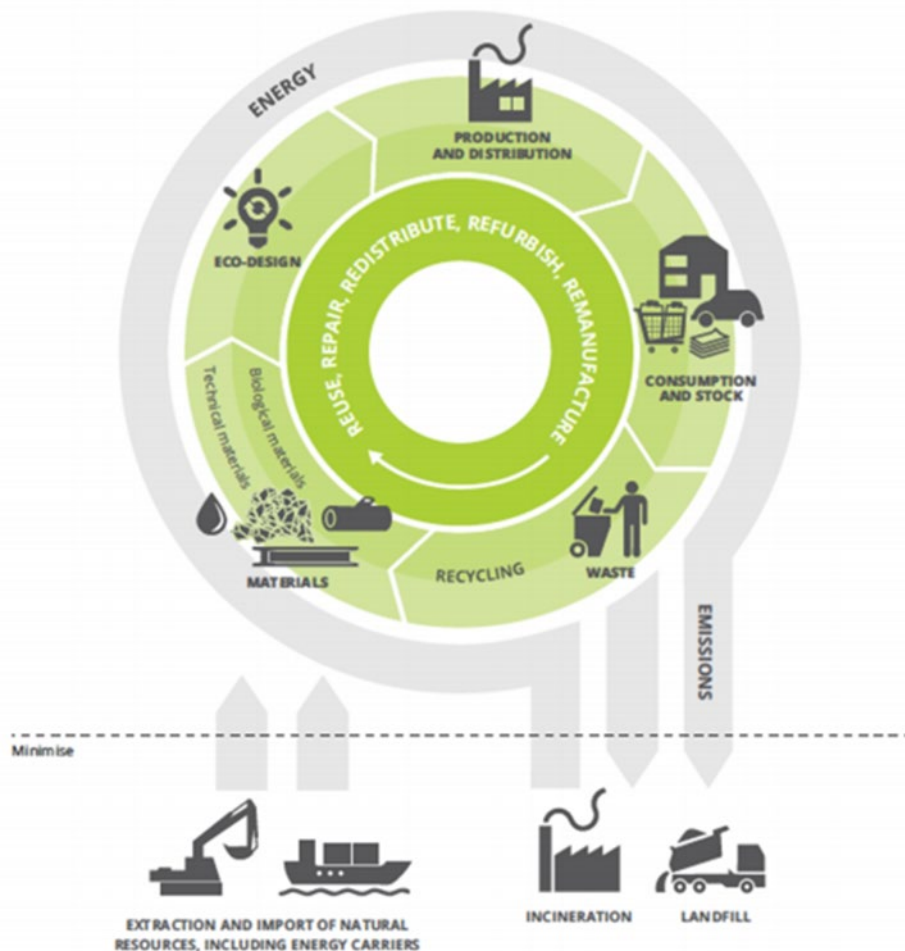 ENERGY
PRODUCTION
AND DISTRIBUTION
ECO-DESIGN
REUSE, REPAIR, REDISTRIBUTE, REFURBISH, REMANUFACTURE
CONSUMPTION
AND STOCK
Technical materials
Biological materials
MATERIALS
RECYCLING
WASTE
EMISSIONS
Minimise
EXTRACTION AND IMPORT OF NATURAL
RESOURCES, INCLUDING ENERGY CARRIERS
INCINERATION
LANDFILL